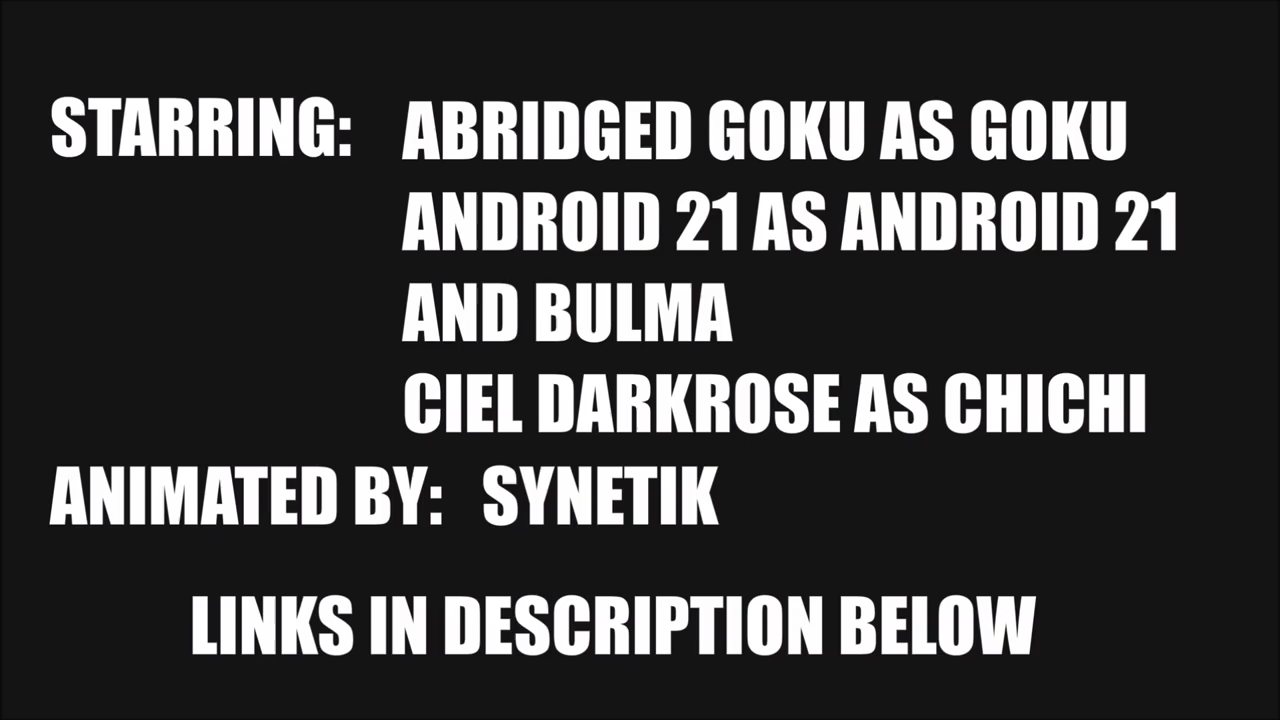 STARRING: ABRIDGED GOKU AS GOKU
ANDROID 21 AS ANDROID 21
AND BULMA
CIEL DARKROSE AS CHICHI
ANIMATED BY: SYNETIK
LINKS IN DESCRIPTION BELOW